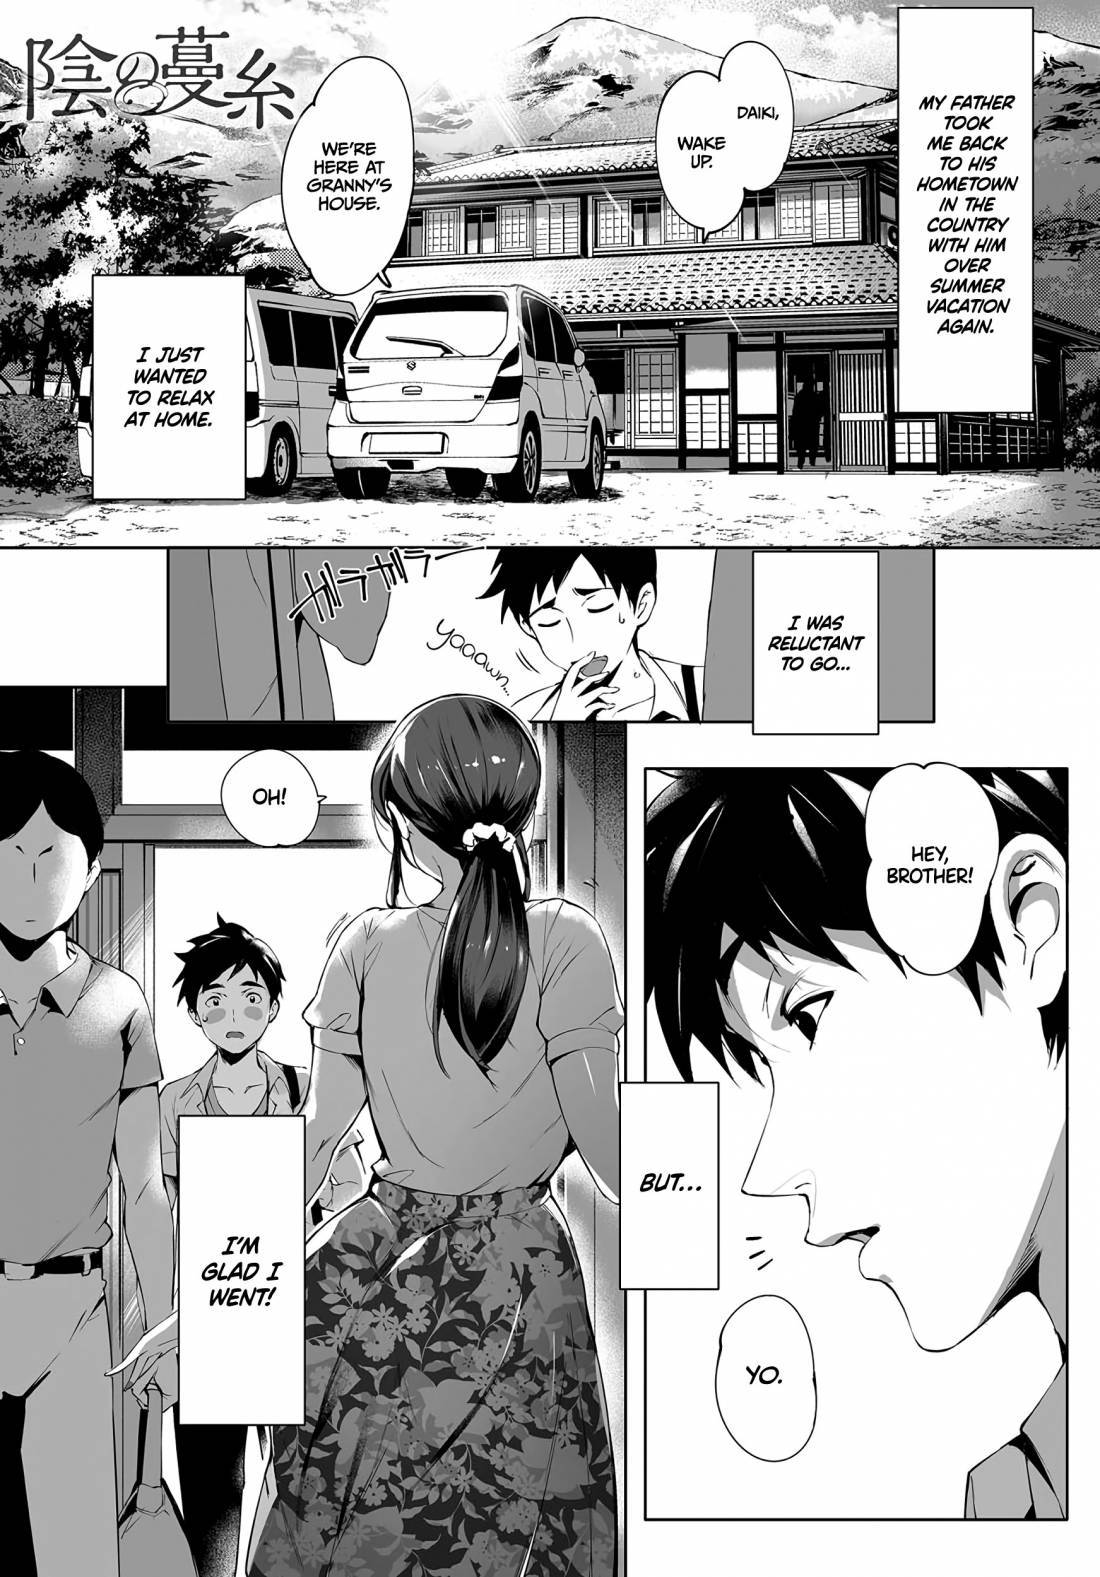 陰の蔓糸
MY FATHER
TOOK
ME BACK
TO HIS
HOMETOWN
IN THE
COUNTRY
WITH HIM
OVER
SUMMER
VACATION
AGAIN.
DAIKI,
WAKE
UP.
WE'RE
HERE AT
GRANNY'S
HOUSE.
I JUST
WANTED
TO RELAX
AT HOME.
I WAS
RELUCTANT
TO GO...
ガラガラー
yaaawn...
HEY,
BROTHER!
YO.
BUT...
OH!
I'M
GLAD I
WENT!